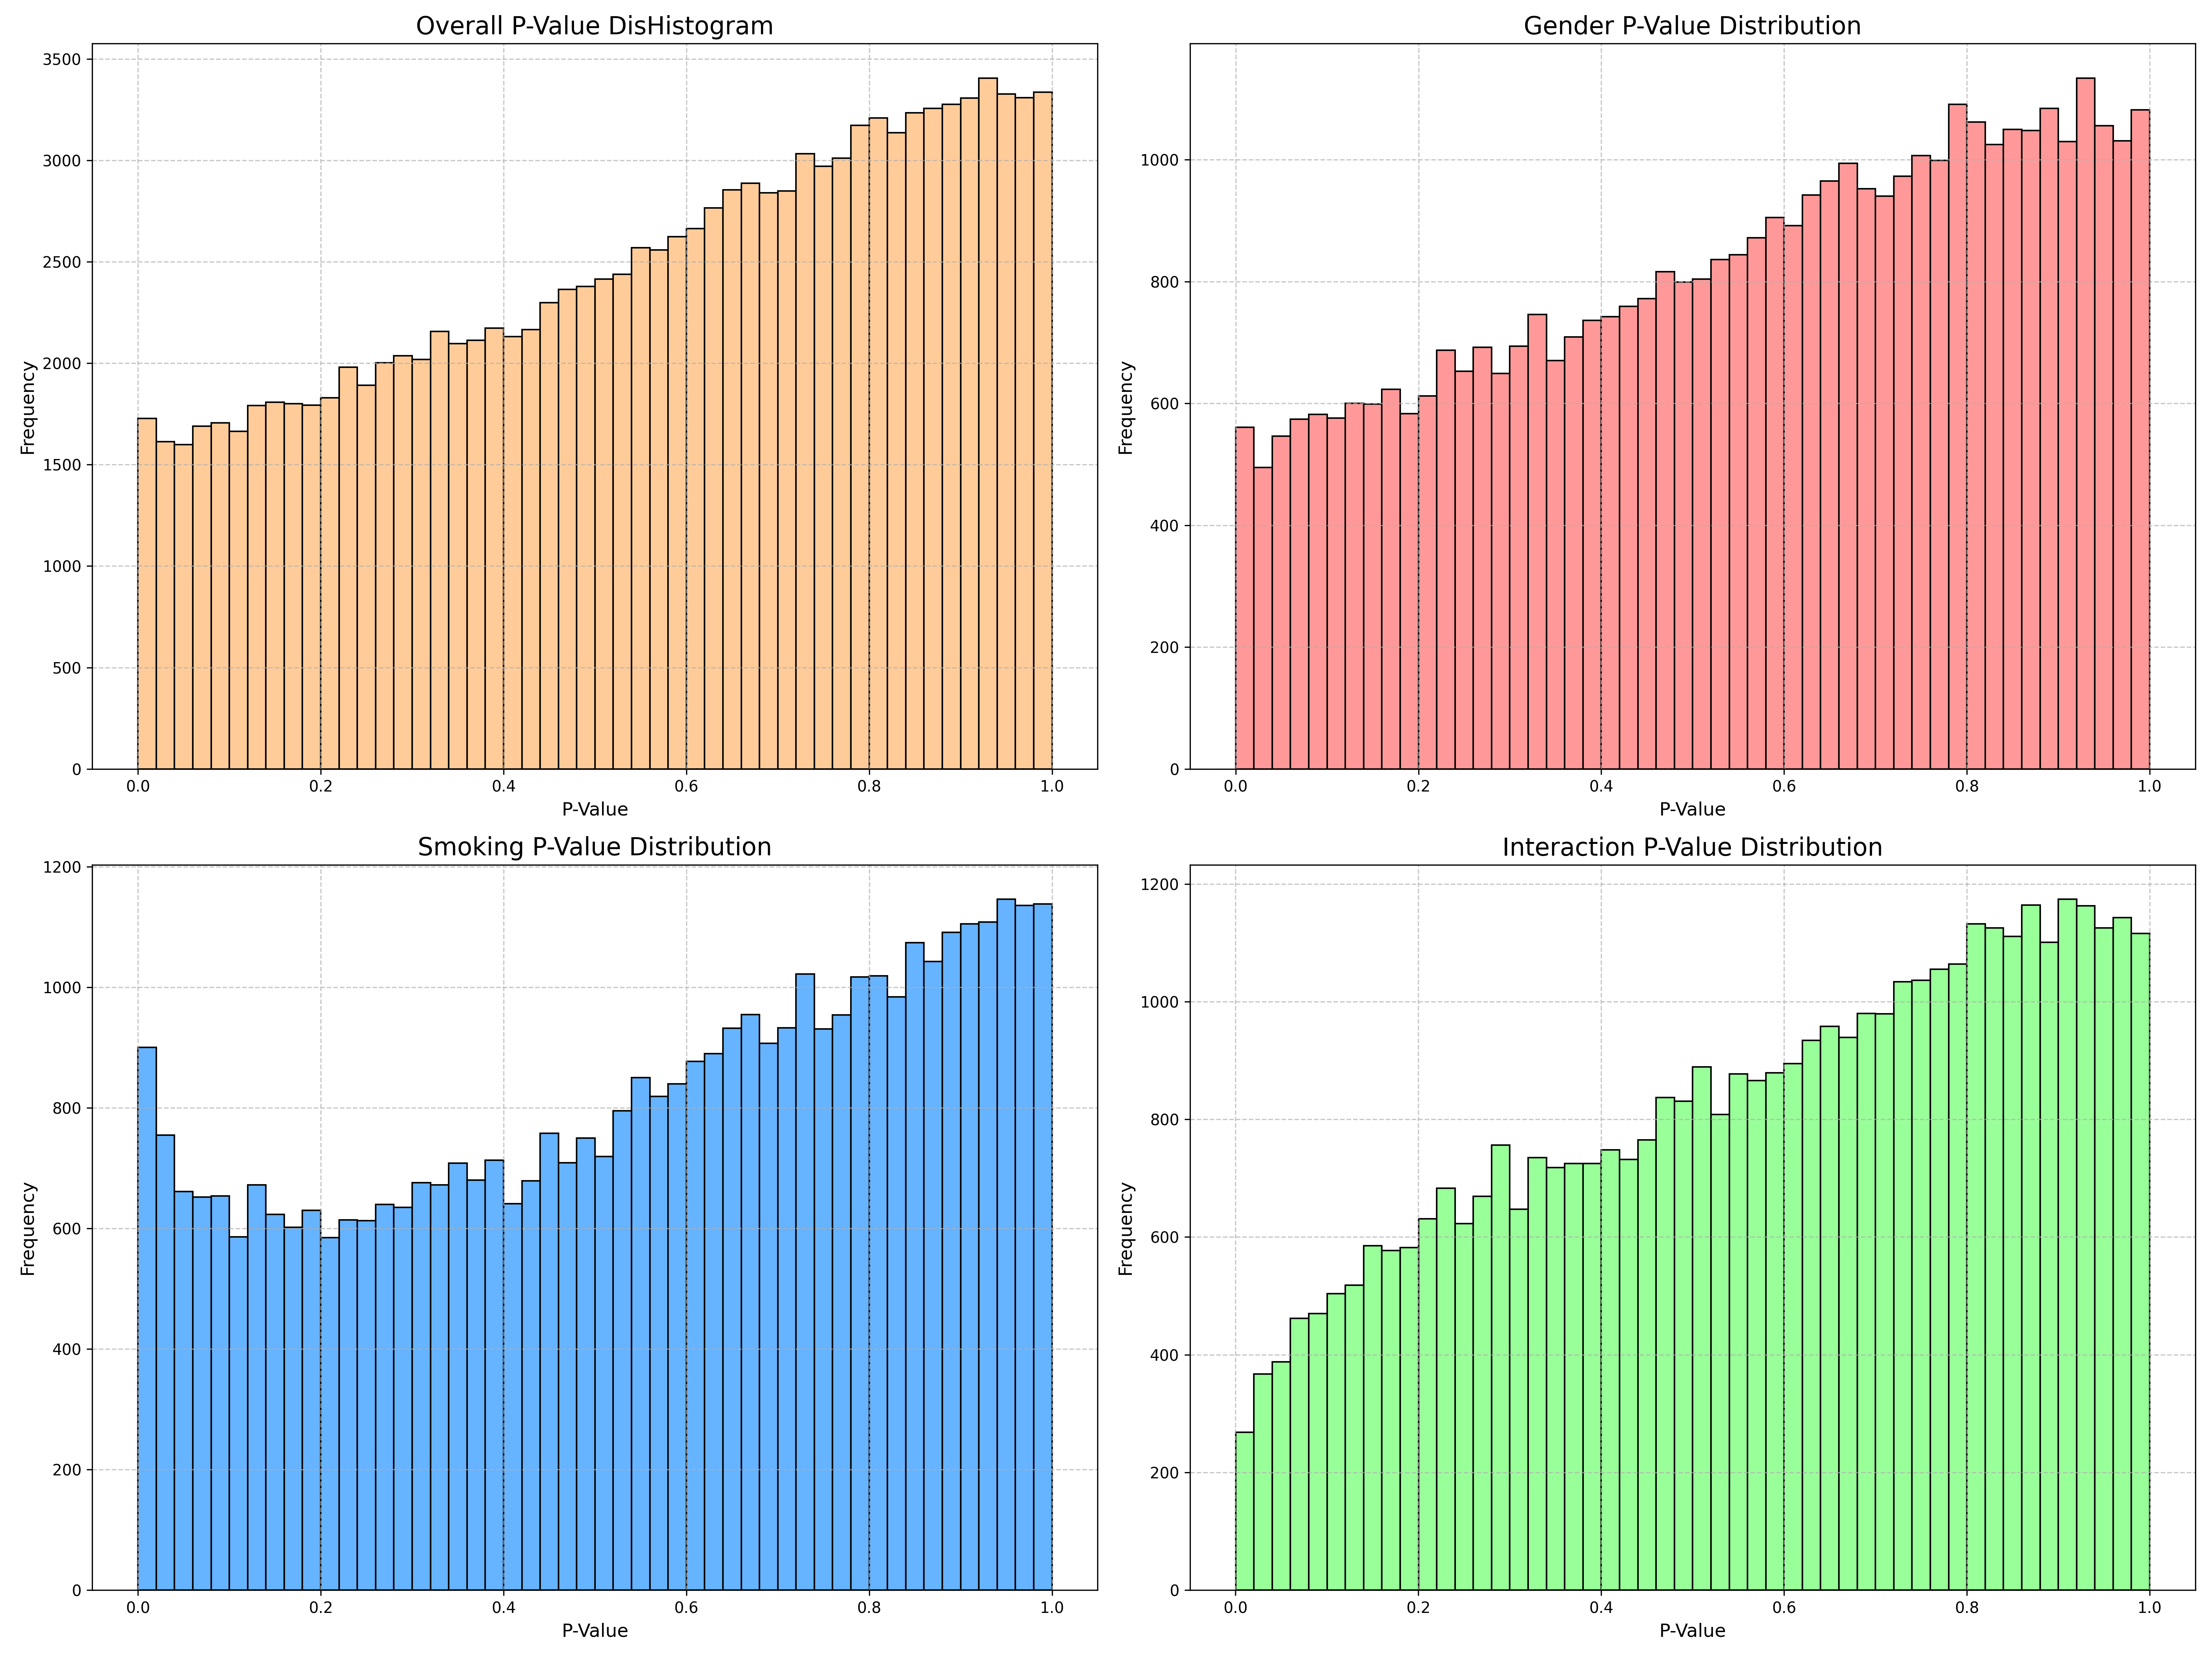 Overall P-Value DisHistogram
Frequency
3500
3000
2500
2000
1500
1000
500
0
0.0 0.2 0.4 0.6 0.8 1.0
P-Value
Gender P-Value Distribution
Frequency
1000
800
600
400
200
0
0.0 0.2 0.4 0.6 0.8 1.0
P-Value
Smoking P-Value Distribution
Frequency
1200
1000
800
600
400
200
0
0.0 0.2 0.4 0.6 0.8 1.0
P-Value
Interaction P-Value Distribution
Frequency
1200
1000
800
600
400
200
0
0.0 0.2 0.4 0.6 0.8 1.0
P-Value